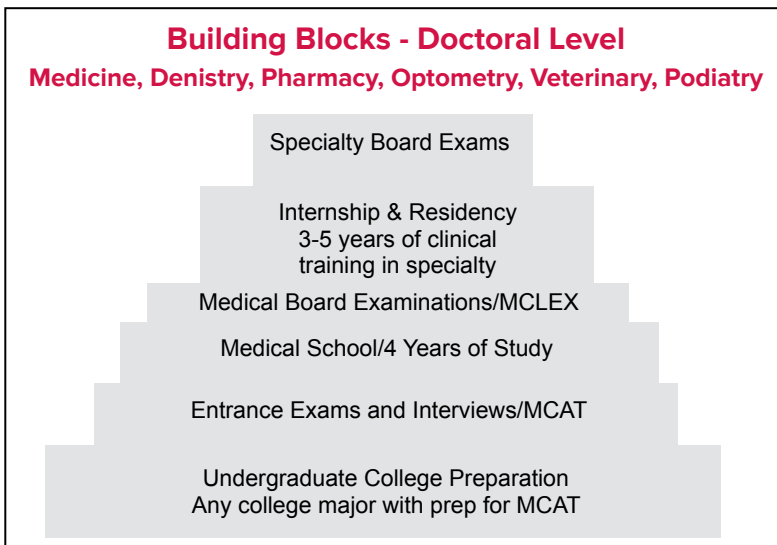 Building Blocks - Doctoral Level
Medicine, Denistry, Pharmacy, Optometry, Veterinary, Podiatry
Specialty Board Exams
Internship & Residency
3-5 years of clinical
training in specialty
Medical Board Examinations/MCLEX
Medical School/4 Years of Study
Entrance Exams and Interviews/MCAT
Undergraduate College Preparation
Any college major with prep for MCAT